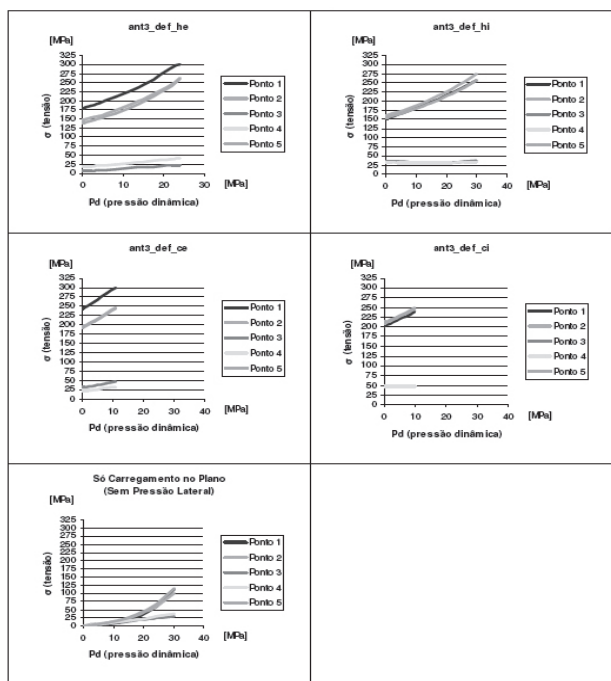 ant3_def_he
[MPa]
σ (tensão)
325
300
275
250
225
200
175
150
125
100
75
50
25
0
0 10 20 30
Pd (pressão dinâmica)
[MPa]
Ponto 1
Ponto 2
Ponto 3
Ponto 4
Ponto 5
ant3_def_hi
[MPa]
σ (tensão)
325
300
275
250
225
200
175
150
125
100
75
50
25
0
0 10 20 30 40
Pd (pressão dinâmica)
[MPa]
Ponto 1
Ponto 2
Ponto 3
Ponto 4
Ponto 5
ant3_def_ce
[MPa]
σ (tensão)
325
300
275
250
225
200
175
150
125
100
75
50
25
0
0 10 20 30 40
Pd (pressão dinâmica)
[MPa]
Ponto 1
Ponto 2
Ponto 3
Ponto 4
Ponto 5
ant3_def_ci
[MPa]
σ (tensão)
325
300
275
250
225
200
175
150
125
100
75
50
25
0
0 10 20 30 40
Pd (pressão dinâmica)
[MPa]
Ponto 1
Ponto 2
Ponto 3
Ponto 4
Ponto 5
Só Carregamento no Plano
(Sem Pressão Lateral)
[MPa]
σ (tensão)
325
300
275
250
225
200
175
150
125
100
75
50
25
0
0 10 20 30 40
Pd (pressão dinâmica)
[MPa]
Ponto 1
Ponto 2
Ponto 3
Ponto 4
Ponto 5